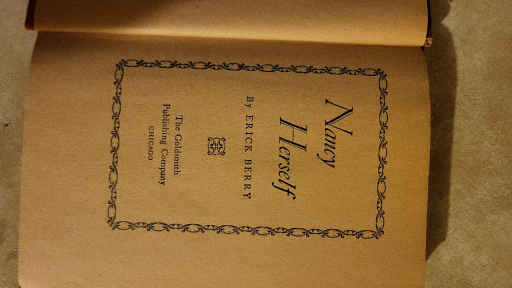 Nancy
Herself
By ERICK BERRY
The Goldsmith
Publishing Company
CHICAGO